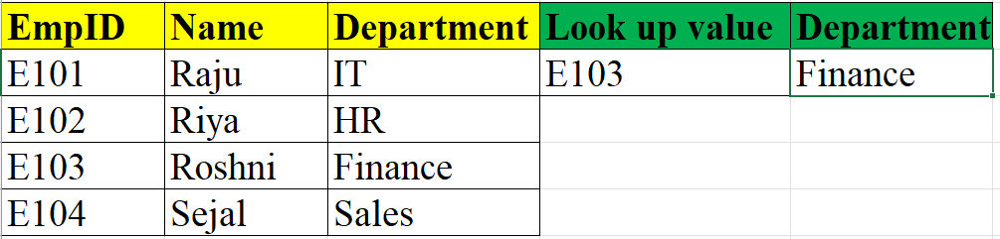 EmpID Name Department Look up value Department
E101 Raju IT E103 Finance
E102 Riya HR
E103 Roshni Finance
E104 Sejal Sales